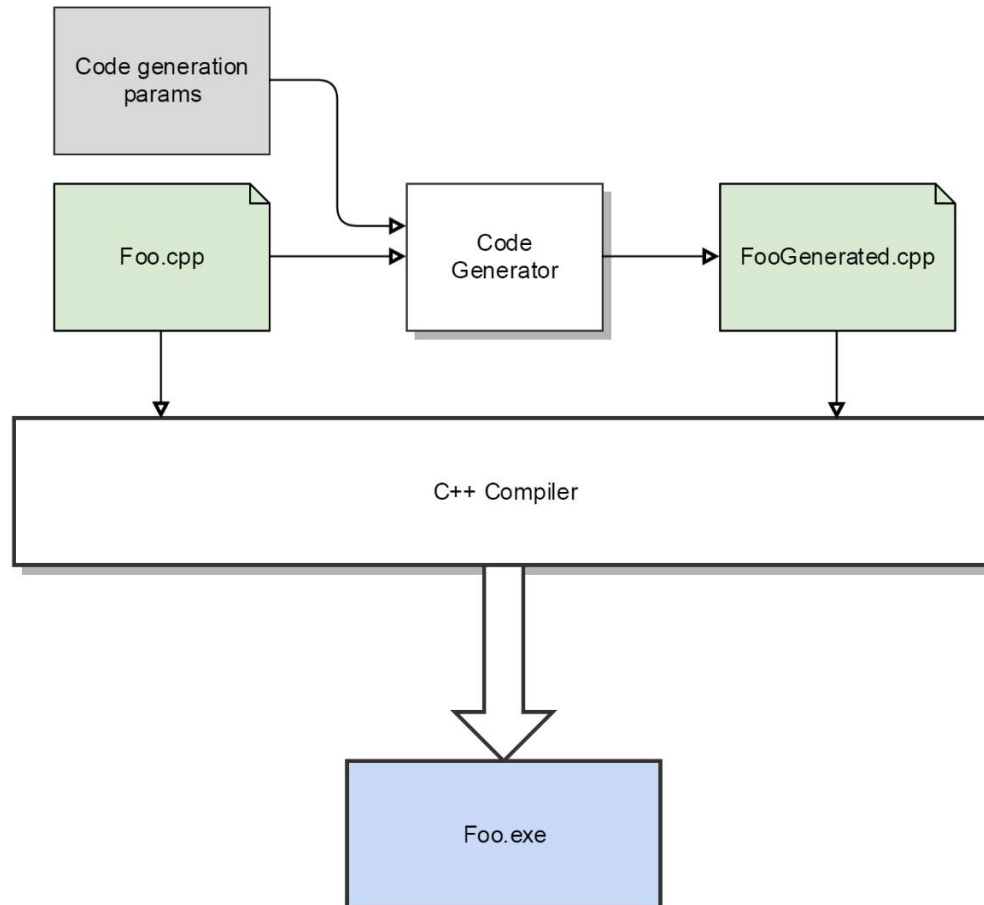 Code generation
params
Foo.cpp
Code
Generator
FooGenerated.cpp
C++ Compiler
Foo.exe